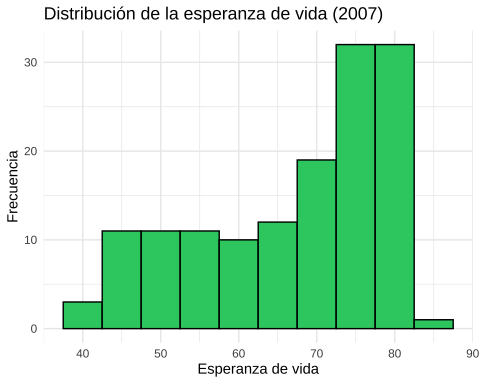 Distribución de la esperanza de vida (2007)
Frecuencia
30
20
10
0
40 50 60 70 80 90
Esperanza de vida